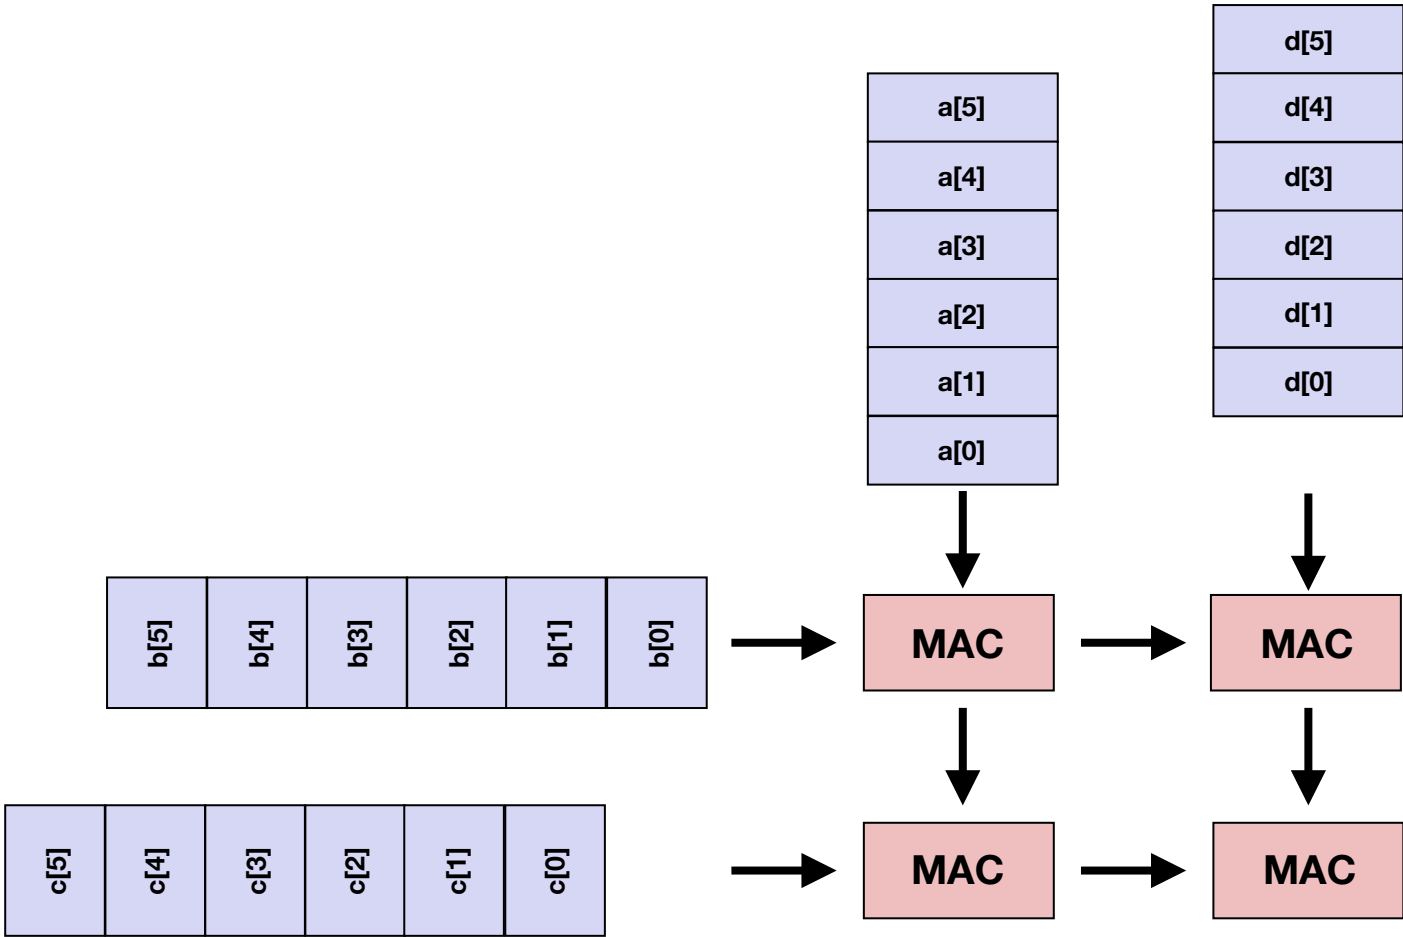 d[5]
d[4]
d[3]
d[2]
d[1]
d[0]
a[5]
a[4]
a[3]
a[2]
a[1]
a[0]
b[5] b[4] b[3] b[2] b[1] b[0]
MAC MAC
c[5] c[4] c[3] c[2] c[1] c[0]
MAC MAC